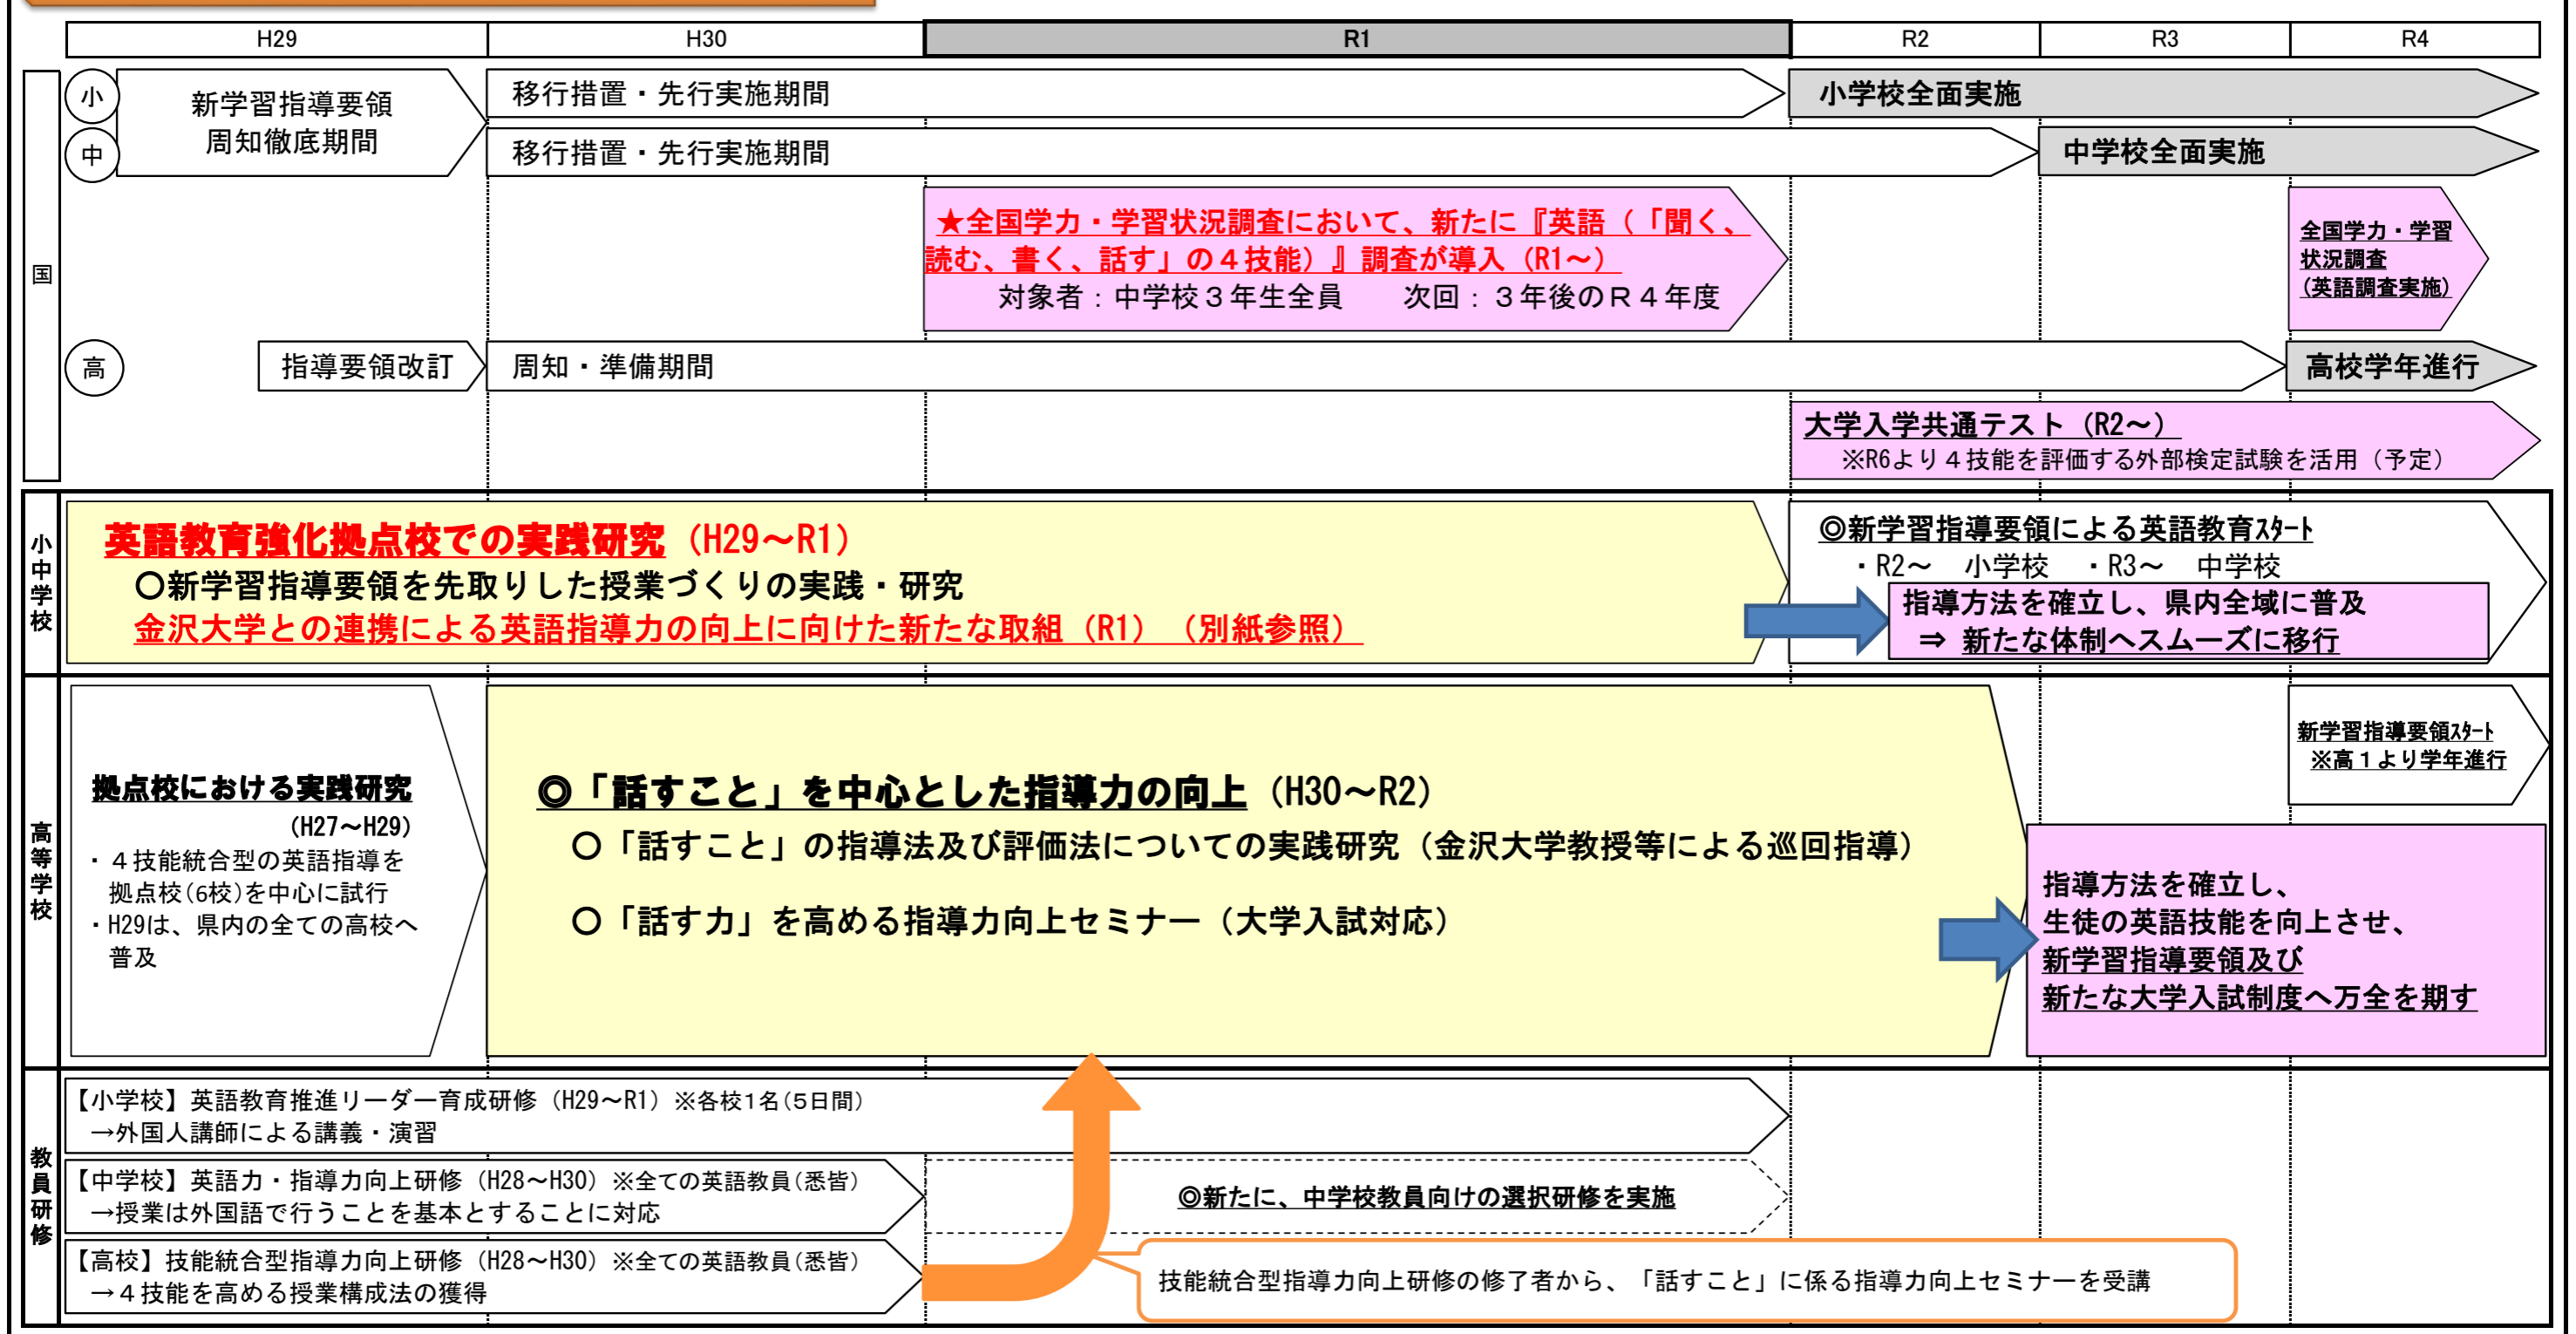 H29 H30 R1 R2 R3 R4
国
小
中
新学習指導要領
周知徹底期間
移行措置・先行実施期間
小学校全面実施
移行措置・先行実施期間
中学校全面実施
★全国学力・学習状況調査において、新たに『英語（「聞く、
読む、書く、話す」の４技能）』調査が導入（R1～）
対象者：中学校３年生全員　　次回：３年後のＲ４年度
全国学力・学習
状況調査
(英語調査実施)
高
指導要領改訂
周知・準備期間
高校学年進行
大学入学共通テスト（R2～）
※R6より４技能を評価する外部検定試験を活用（予定）
小中学校
英語教育強化拠点校での実践研究（H29～R1）
○新学習指導要領を先取りした授業づくりの実践・研究
金沢大学との連携による英語指導力の向上に向けた新たな取組（R1）（別紙参照）
◎新学習指導要領による英語教育ｽﾀｰﾄ
・R2～　小学校　・R3～　中学校
指導方法を確立し、県内全域に普及
⇒ 新たな体制へスムーズに移行
高等学校
拠点校における実践研究
(H27～H29)
・４技能統合型の英語指導を
拠点校(6校)を中心に試行
・H29は、県内の全ての高校へ
普及
◎「話すこと」を中心とした指導力の向上（H30～R2）
○「話すこと」の指導法及び評価法についての実践研究（金沢大学教授等による巡回指導）
○「話す力」を高める指導力向上セミナー（大学入試対応）
新学習指導要領ｽﾀｰﾄ
※高１より学年進行
指導方法を確立し、
生徒の英語技能を向上させ、
新学習指導要領及び
新たな大学入試制度へ万全を期す
教員研修
【小学校】英語教育推進リーダー育成研修（H29～R1）※各校１名(５日間)
→外国人講師による講義・演習
【中学校】英語力・指導力向上研修（H28～H30）※全ての英語教員(悉皆)
→授業は外国語で行うことを基本とすることに対応
◎新たに、中学校教員向けの選択研修を実施
【高校】技能統合型指導力向上研修（H28～H30）※全ての英語教員(悉皆)
→４技能を高める授業構成法の獲得
技能統合型指導力向上研修の修了者から、「話すこと」に係る指導力向上セミナーを受講